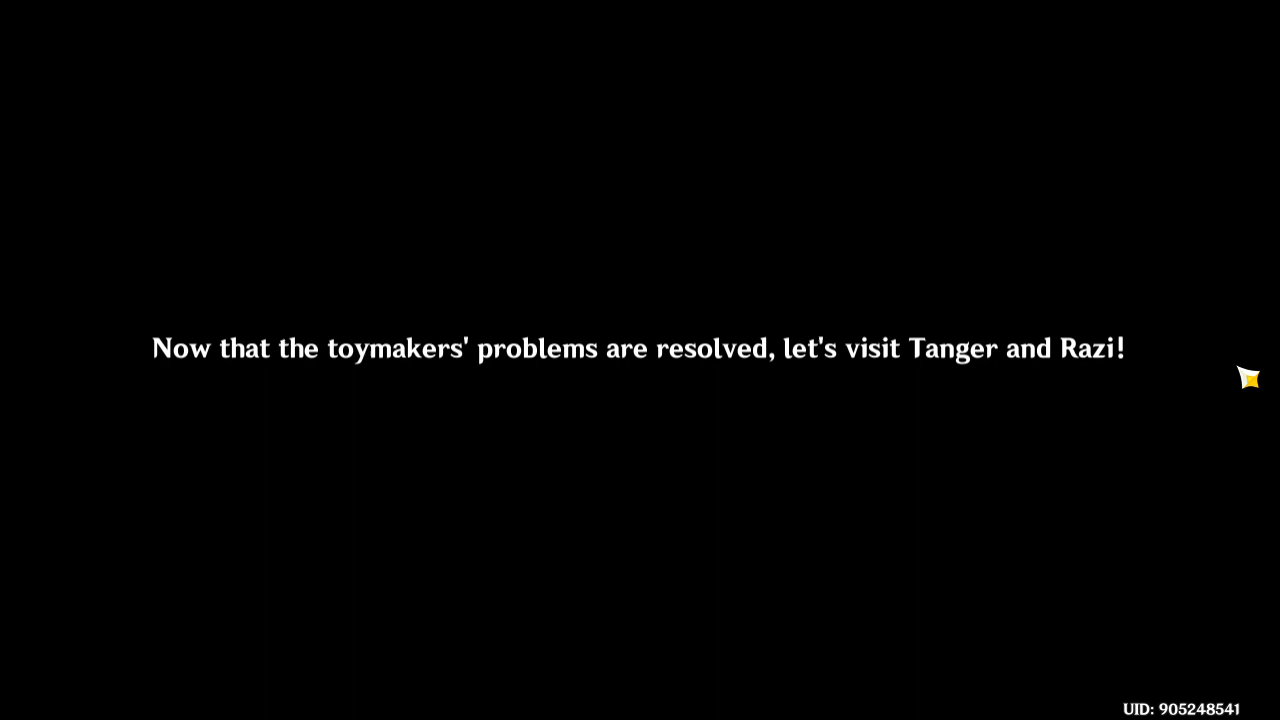 Now that the toymakers' problems are resolved, let's visit Tanger and Razi!
UID: 905248541